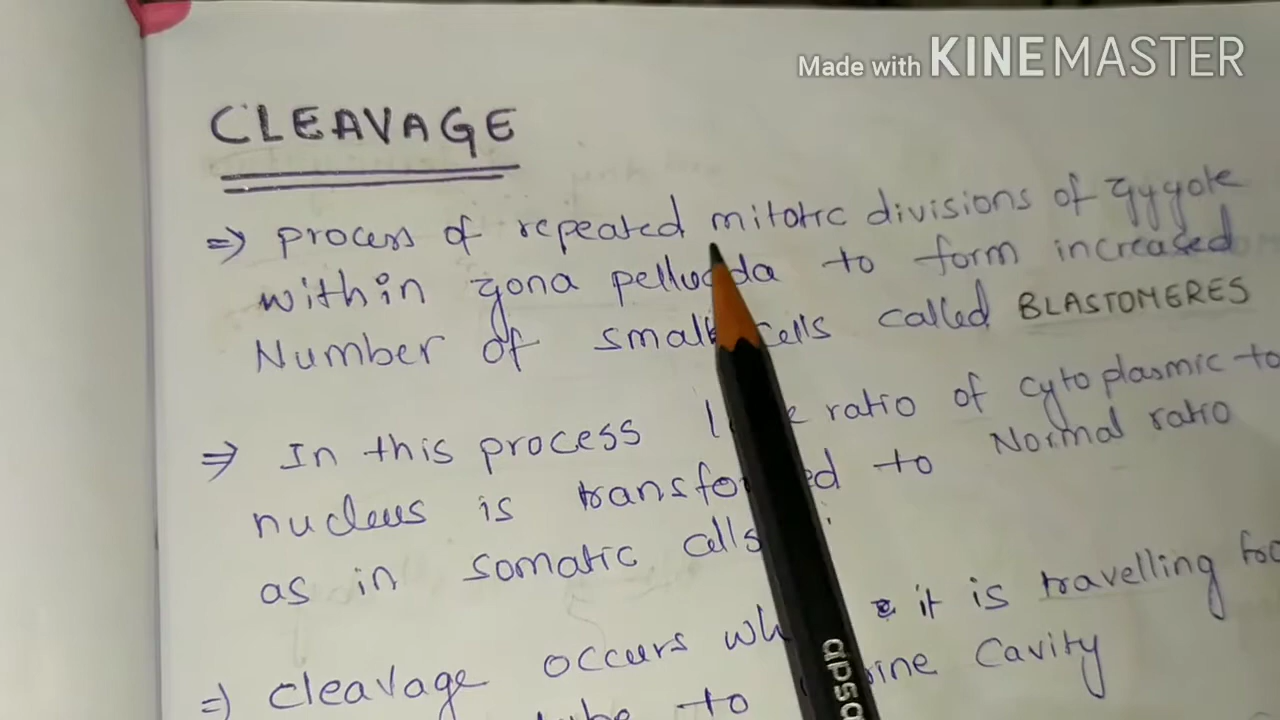 Made with KINEMASTER
CLEAVAGE
⇒ process of repeated mitotic divisions of zygote
within zona pellucida to form increased
Number of small cells called BLASTOMERES
⇒ In this process ratio of cytoplasmic to
nucleus is transformed to Normal ratio
as in somatic cells
⇒ cleavage occurs it is travelling
to cavity
apsa